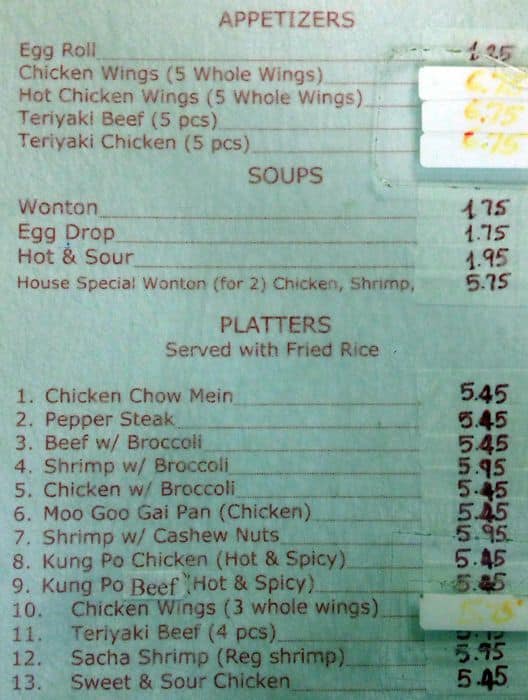 APPETIZERS
Egg Roll 1.25
Chicken Wings (5 Whole Wings)
Hot Chicken Wings (5 Whole Wings)
Teriyaki Beef (5 pcs) 6.75
Teriyaki Chicken (5 pcs) 6.75
SOUPS
Wonton 1.75
Egg Drop 1.75
Hot & Sour 1.95
House Special Wonton (for 2) Chicken, Shrimp, 5.75
PLATTERS
Served with Fried Rice
1. Chicken Chow Mein 5.45
2. Pepper Steak 5.45
3. Beef w/ Broccoli 5.45
4. Shrimp w/ Broccoli 5.95
5. Chicken w/ Broccoli 5.45
6. Moo Goo Gai Pan (Chicken) 5.45
7. Shrimp w/ Cashew Nuts 5.95
8. Kung Po Chicken (Hot & Spicy) 5.45
9. Kung Po Beef (Hot & Spicy)
10. Chicken Wings (3 whole wings)
11. Teriyaki Beef (4 pcs)
12. Sacha Shrimp (Reg shrimp) 5.95
13. Sweet & Sour Chicken 5.45